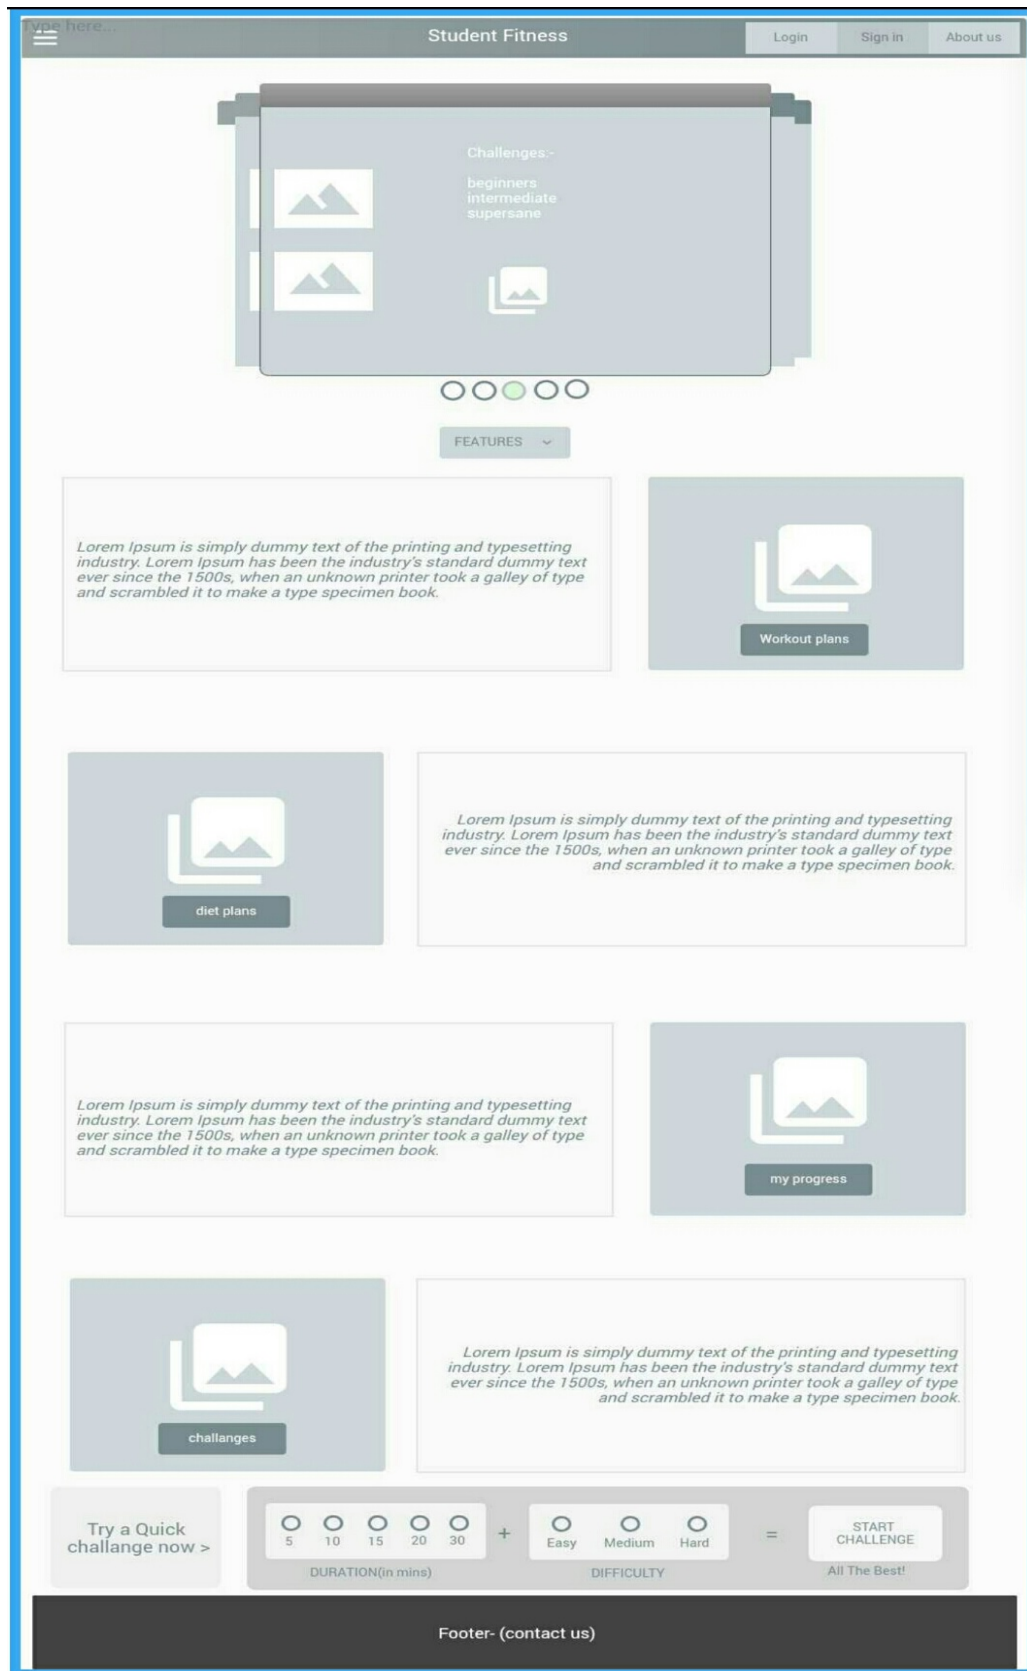 Type here...
Student Fitness
Login
Sign in
About us
Challenges:-
beginners
intermediate
supersane
FEATURES
Lorem Ipsum is simply dummy text of the printing and typesetting
industry. Lorem Ipsum has been the industry's standard dummy text
ever since the 1500s, when an unknown printer took a galley of type
and scrambled it to make a type specimen book.
Workout plans
diet plans
Lorem Ipsum is simply dummy text of the printing and typesetting
industry. Lorem Ipsum has been the industry's standard dummy text
ever since the 1500s, when an unknown printer took a galley of type
and scrambled it to make a type specimen book.
Lorem Ipsum is simply dummy text of the printing and typesetting
industry. Lorem Ipsum has been the industry's standard dummy text
ever since the 1500s, when an unknown printer took a galley of type
and scrambled it to make a type specimen book.
my progress
challanges
Lorem Ipsum is simply dummy text of the printing and typesetting
industry. Lorem Ipsum has been the industry's standard dummy text
ever since the 1500s, when an unknown printer took a galley of type
and scrambled it to make a type specimen book.
Try a Quick
challange now >
5 10 15 20 30
DURATION(in mins)
+
Easy Medium Hard
DIFFICULTY
=
START
CHALLENGE
All The Best!
Footer- (contact us)